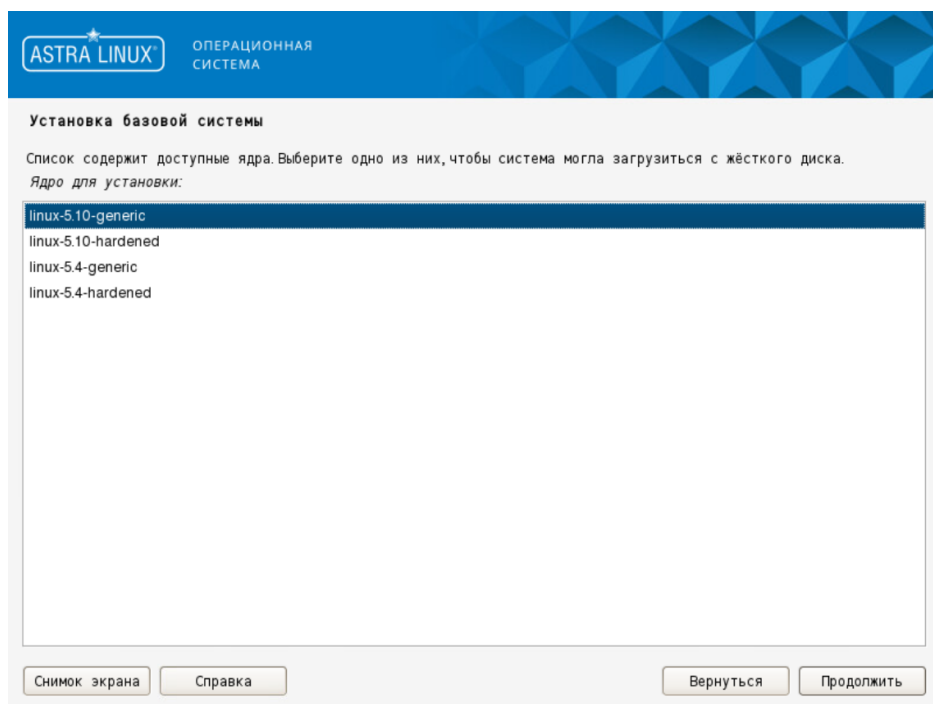 ASTRA LINUX®
ОПЕРАЦИОННАЯ
СИСТЕМА
Установка базовой системы
Список содержит доступные ядра. Выберите одно из них, чтобы система могла загрузиться с жёсткого диска.
Ядро для установки:
linux-5.10-generic
linux-5.10-hardened
linux-5.4-generic
linux-5.4-hardened
Снимок экрана
Справка
Вернуться
Продолжить